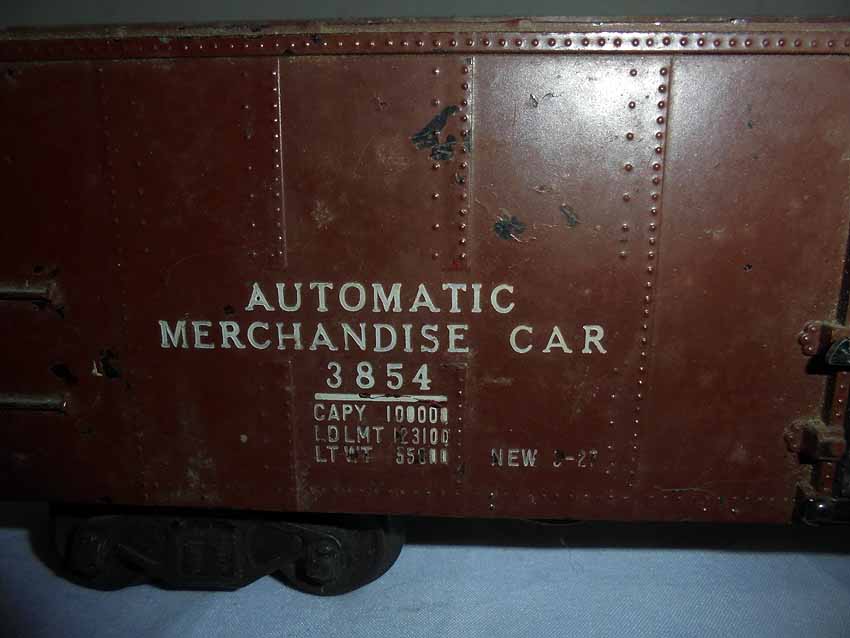 AUTOMATIC
MERCHANDISE CAR
3854
CAPY 100000
LD LMT 123100
LT WT NEW